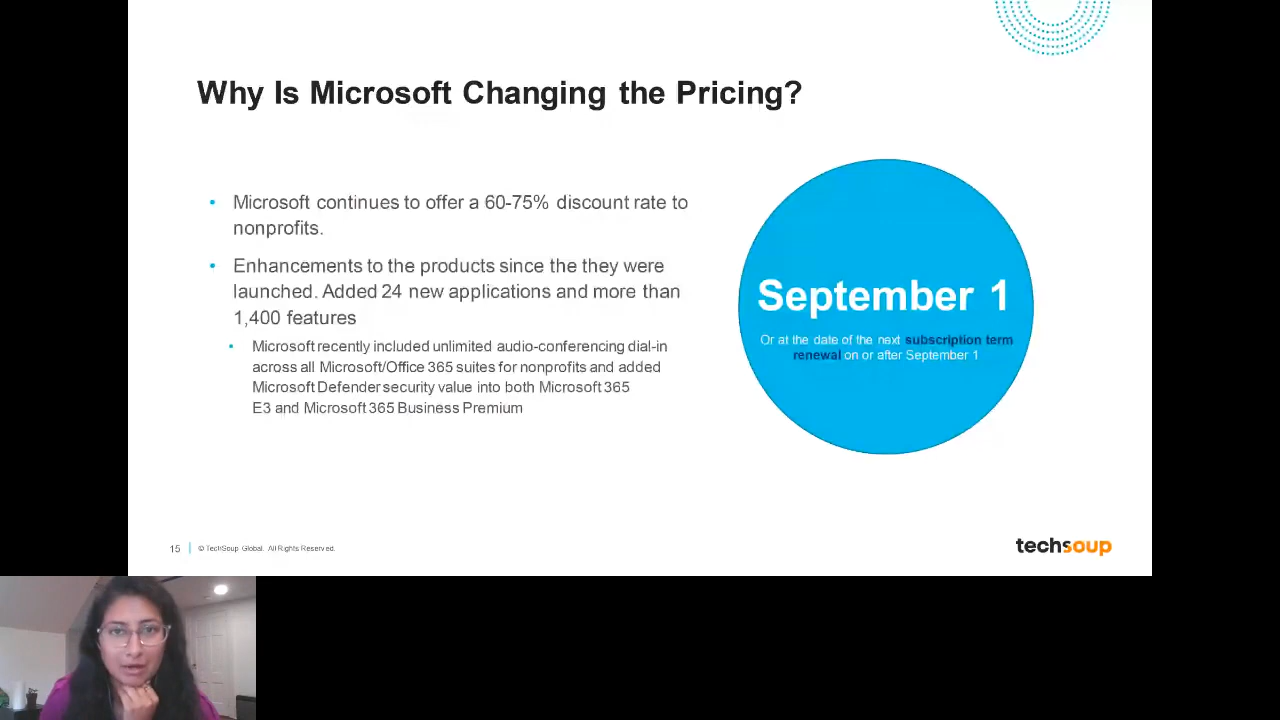 Why Is Microsoft Changing the Pricing?
• Microsoft continues to offer a 60-75% discount rate to
nonprofits.
• Enhancements to the products since the they were
launched. Added 24 new applications and more than
1,400 features
• Microsoft recently included unlimited audio-conferencing dial-in
across all Microsoft/Office 365 suites for nonprofits and added
Microsoft Defender security value into both Microsoft 365
E3 and Microsoft 365 Business Premium
September 1
Or at the date of the next subscription term
renewal on or after September 1
15
© TechSoup Global. All Rights Reserved.
techsoup